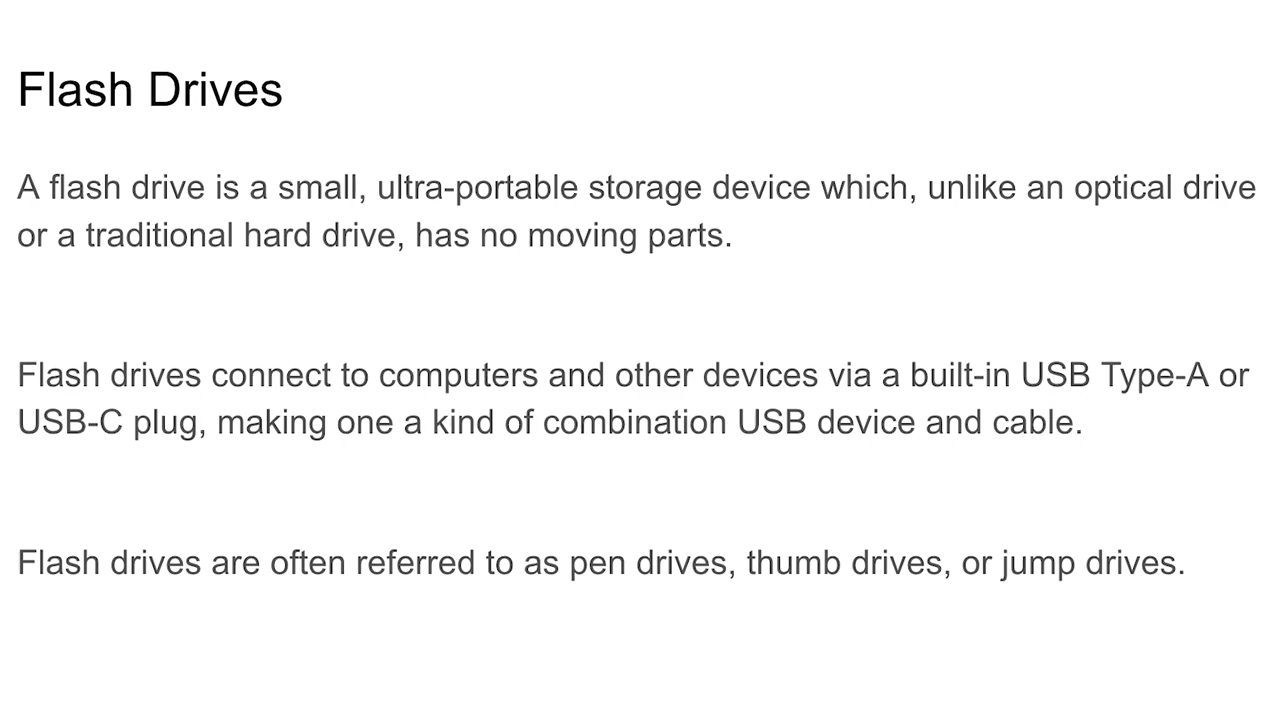 Flash Drives
A flash drive is a small, ultra-portable storage device which, unlike an optical drive
or a traditional hard drive, has no moving parts.
Flash drives connect to computers and other devices via a built-in USB Type-A or
USB-C plug, making one a kind of combination USB device and cable.
Flash drives are often referred to as pen drives, thumb drives, or jump drives.